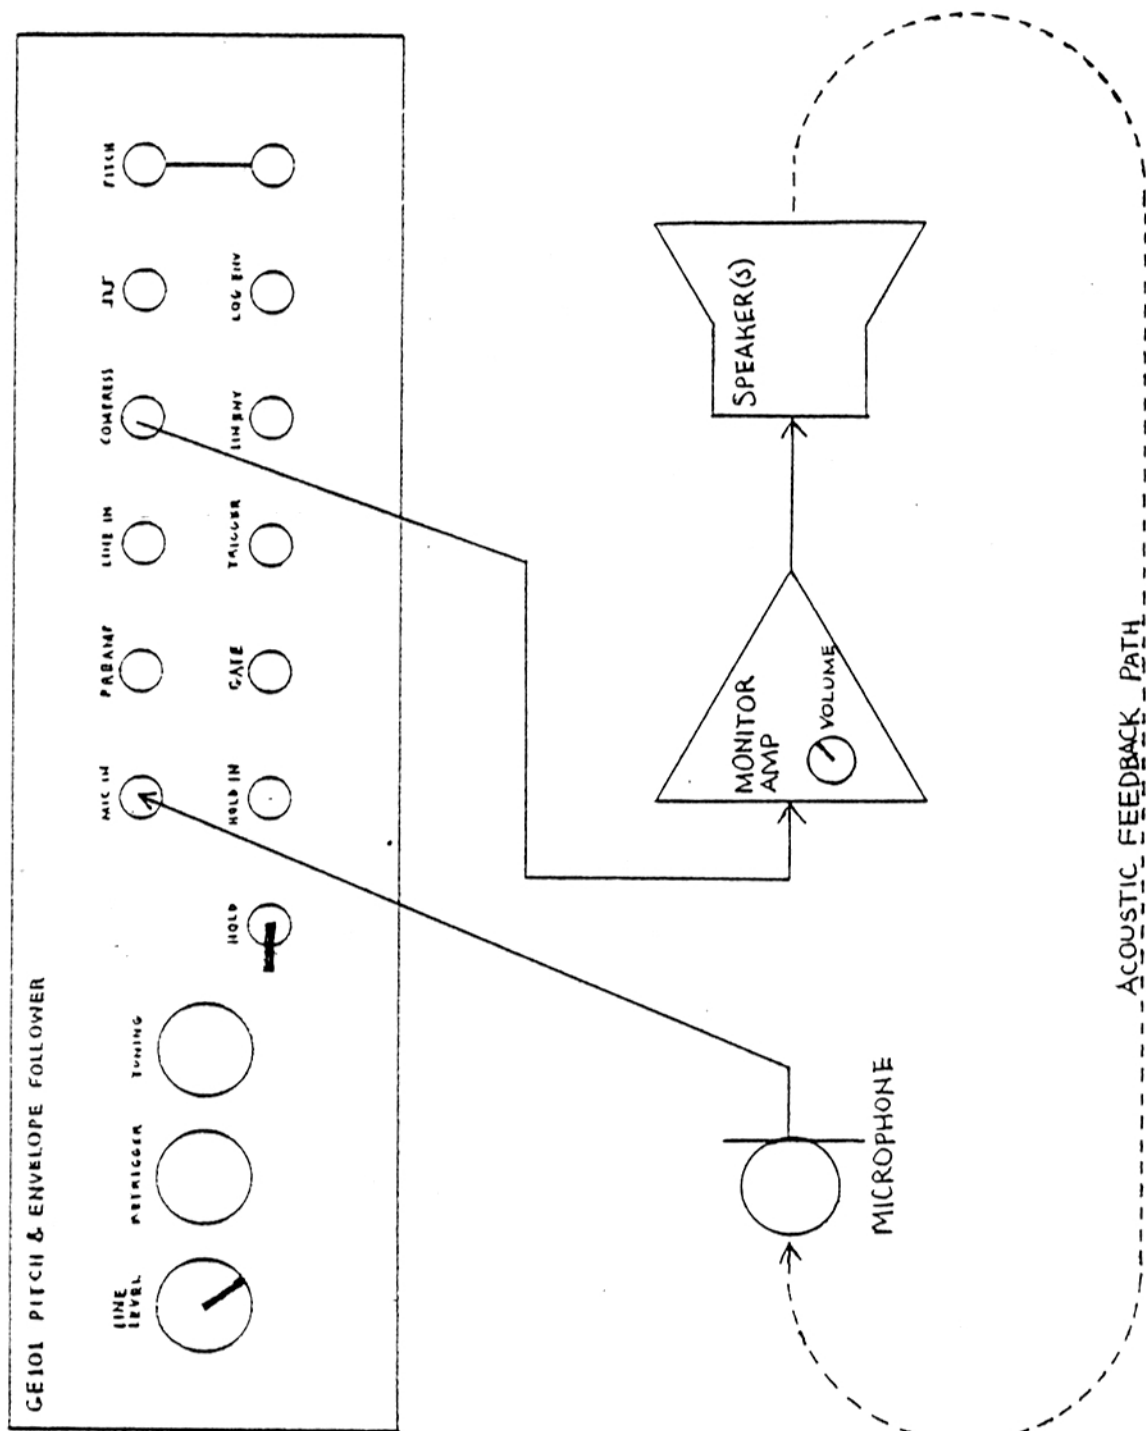 GE101 PITCH & ENVELOPE FOLLOWER
LINE
LEVEL
RETRIGGER
TUNING
MIC IN
PREAMP
LINE IN
COMPRESS
PITCH
HOLD
HOLD IN
GATE
TRIGGER
LIN ENV
LOG ENV
MONITOR
AMP
VOLUME
SPEAKER(S)
MICROPHONE
ACOUSTIC FEEDBACK PATH